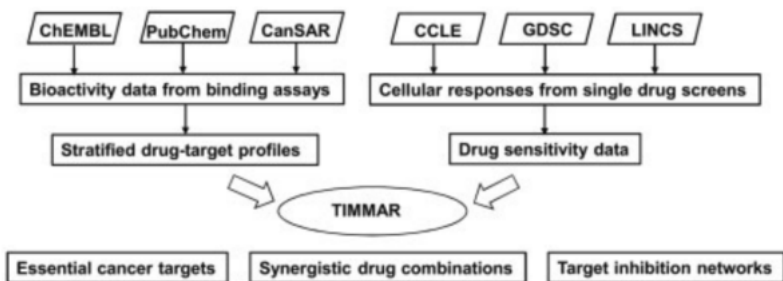 ChEMBL PubChem CanSAR CCLE GDSC LINCS
Bioactivity data from binding assays Cellular responses from single drug screens
Stratified drug-target profiles Drug sensitivity data
TIMMAR
Essential cancer targets Synergistic drug combinations Target inhibition networks